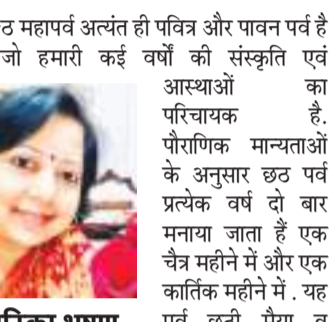 महापर्व अत्यंत ही पवित्र और पावन पर्व है
जो हमारी कई वर्षों की संस्कृति एवं
आस्थाओं का
परिचायक है.
पौराणिक मान्यताओं
के अनुसार छठ पर्व
प्रत्येक वर्ष दो बार
मनाया जाता हैं एक
चैत्र महीने में और एक
कार्तिक महीने में . यह